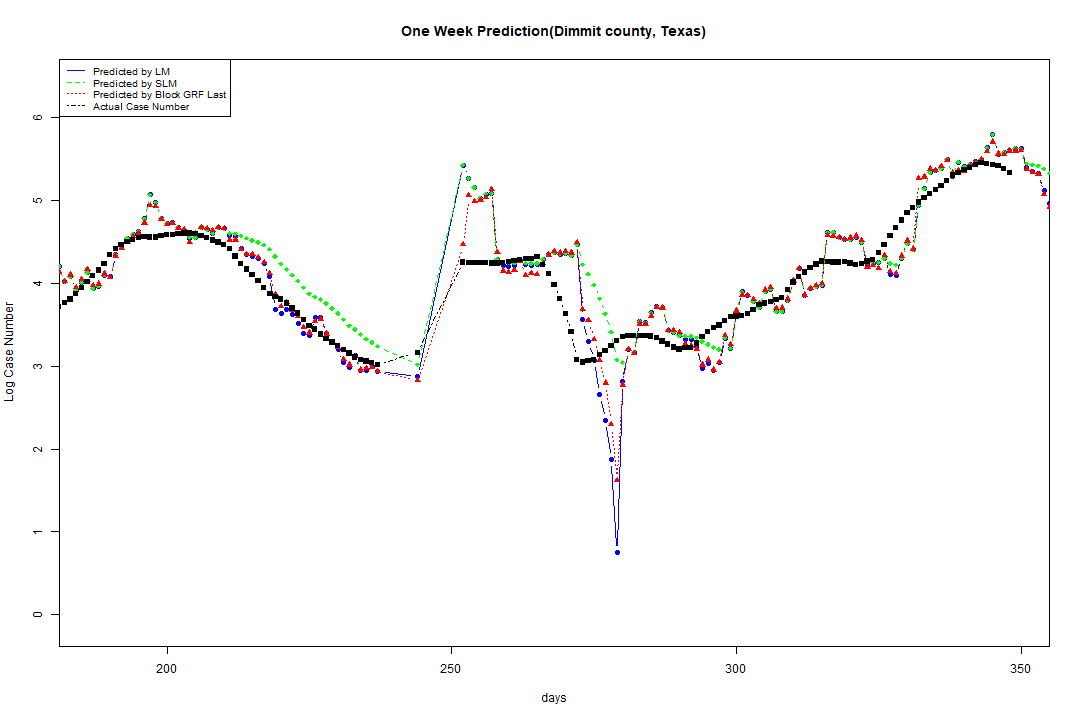 One Week Prediction(Dimmit county, Texas)
Predicted by LM
Predicted by SLM
Predicted by Block GRF Last
Actual Case Number
Log Case Number
6
5
4
3
2
1
0
200
250
300
350
days